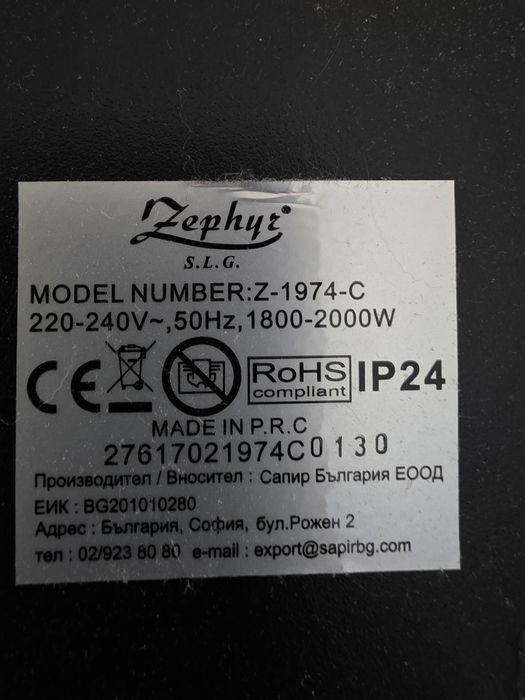 Zephyr®
S.L.G.
MODEL NUMBER:Z-1974-C
220-240V~,50Hz,1800-2000W
CE RoHS compliant IP24
MADE IN P.R.C
27617021974C0130
Производител / Вносител : Сапир България ЕООД
ЕИК : BG201010280
Адрес : България, София, бул.Рожен 2
тел : 02/923 80 80 e-mail : export@sapirbg.com